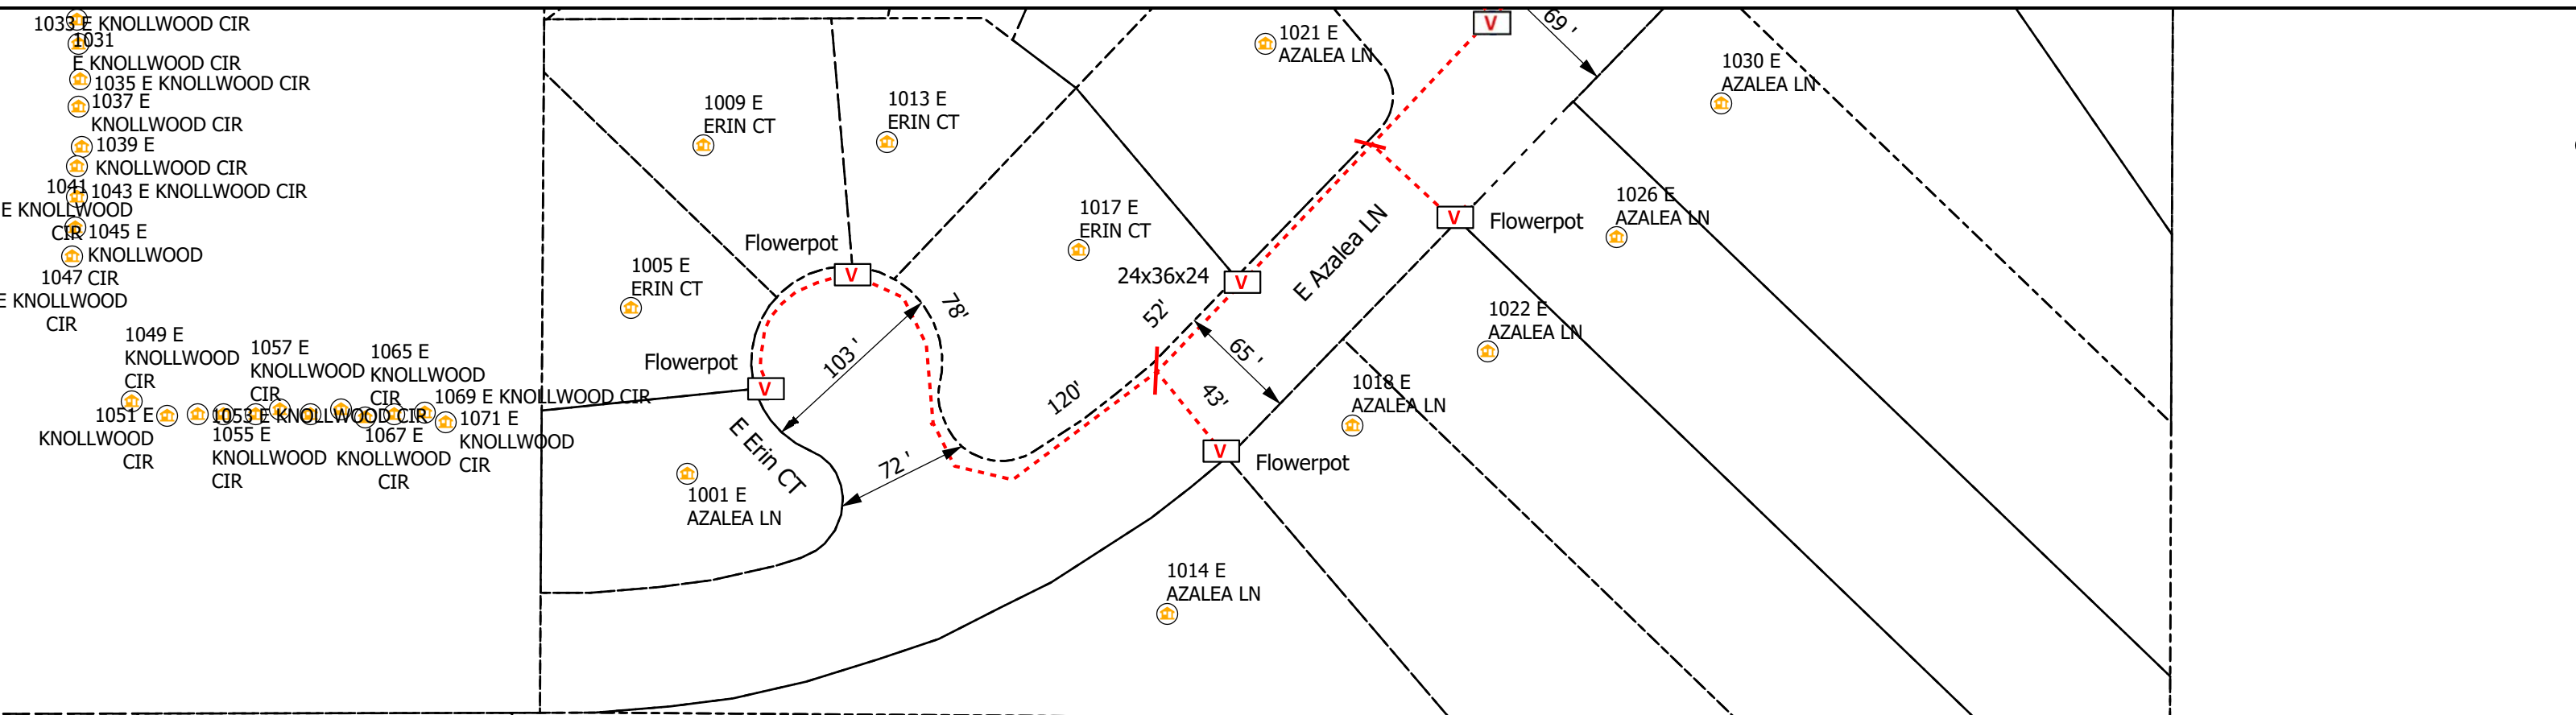 1033 E KNOLLWOOD CIR
1031
E KNOLLWOOD CIR
1035 E KNOLLWOOD CIR
1037 E
KNOLLWOOD CIR
1039 E
KNOLLWOOD CIR
1041
E KNOLLWOOD
CIR
1043 E KNOLLWOOD CIR
1045 E
KNOLLWOOD
CIR
1047
E KNOLLWOOD
CIR
1049 E
KNOLLWOOD
CIR
1051 E
KNOLLWOOD
CIR
1053 E KNOLLWOOD CIR
1055 E
KNOLLWOOD
CIR
1057 E
KNOLLWOOD
CIR
1065 E
KNOLLWOOD
CIR
1067 E
KNOLLWOOD
CIR
1069 E KNOLLWOOD CIR
1071 E
KNOLLWOOD
CIR
1009 E
ERIN CT
1013 E
ERIN CT
1005 E
ERIN CT
1017 E
ERIN CT
1001 E
AZALEA LN
Flowerpot
V
Flowerpot
V
103 '
78'
72 '
E Erin CT
120'
52'
24x36x24
V
65 '
43'
V
Flowerpot
E Azalea LN
1021 E
AZALEA LN
V
69 '
V
Flowerpot
1030 E
AZALEA LN
1026 E
AZALEA LN
1022 E
AZALEA LN
1018 E
AZALEA LN
1014 E
AZALEA LN